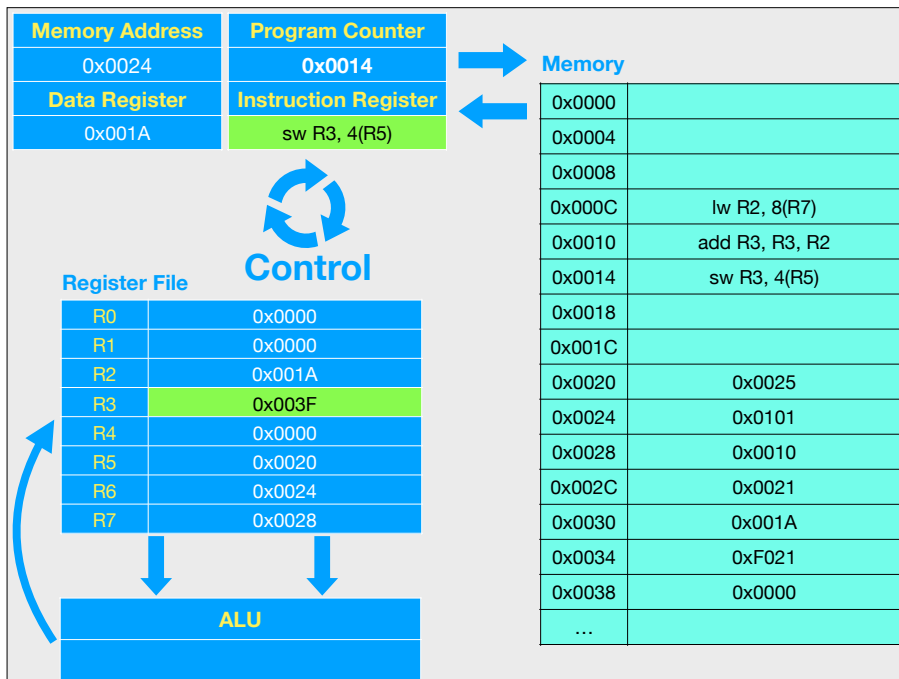 Memory Address Program Counter
0x0024 0x0014
Data Register Instruction Register
0x001A sw R3, 4(R5)
Control
Register File
R0 0x0000
R1 0x0000
R2 0x001A
R3 0x003F
R4 0x0000
R5 0x0020
R6 0x0024
R7 0x0028
ALU
Memory
0x0000
0x0004
0x0008
0x000C lw R2, 8(R7)
0x0010 add R3, R3, R2
0x0014 sw R3, 4(R5)
0x0018
0x001C
0x0020 0x0025
0x0024 0x0101
0x0028 0x0010
0x002C 0x0021
0x0030 0x001A
0x0034 0xF021
0x0038 0x0000
…